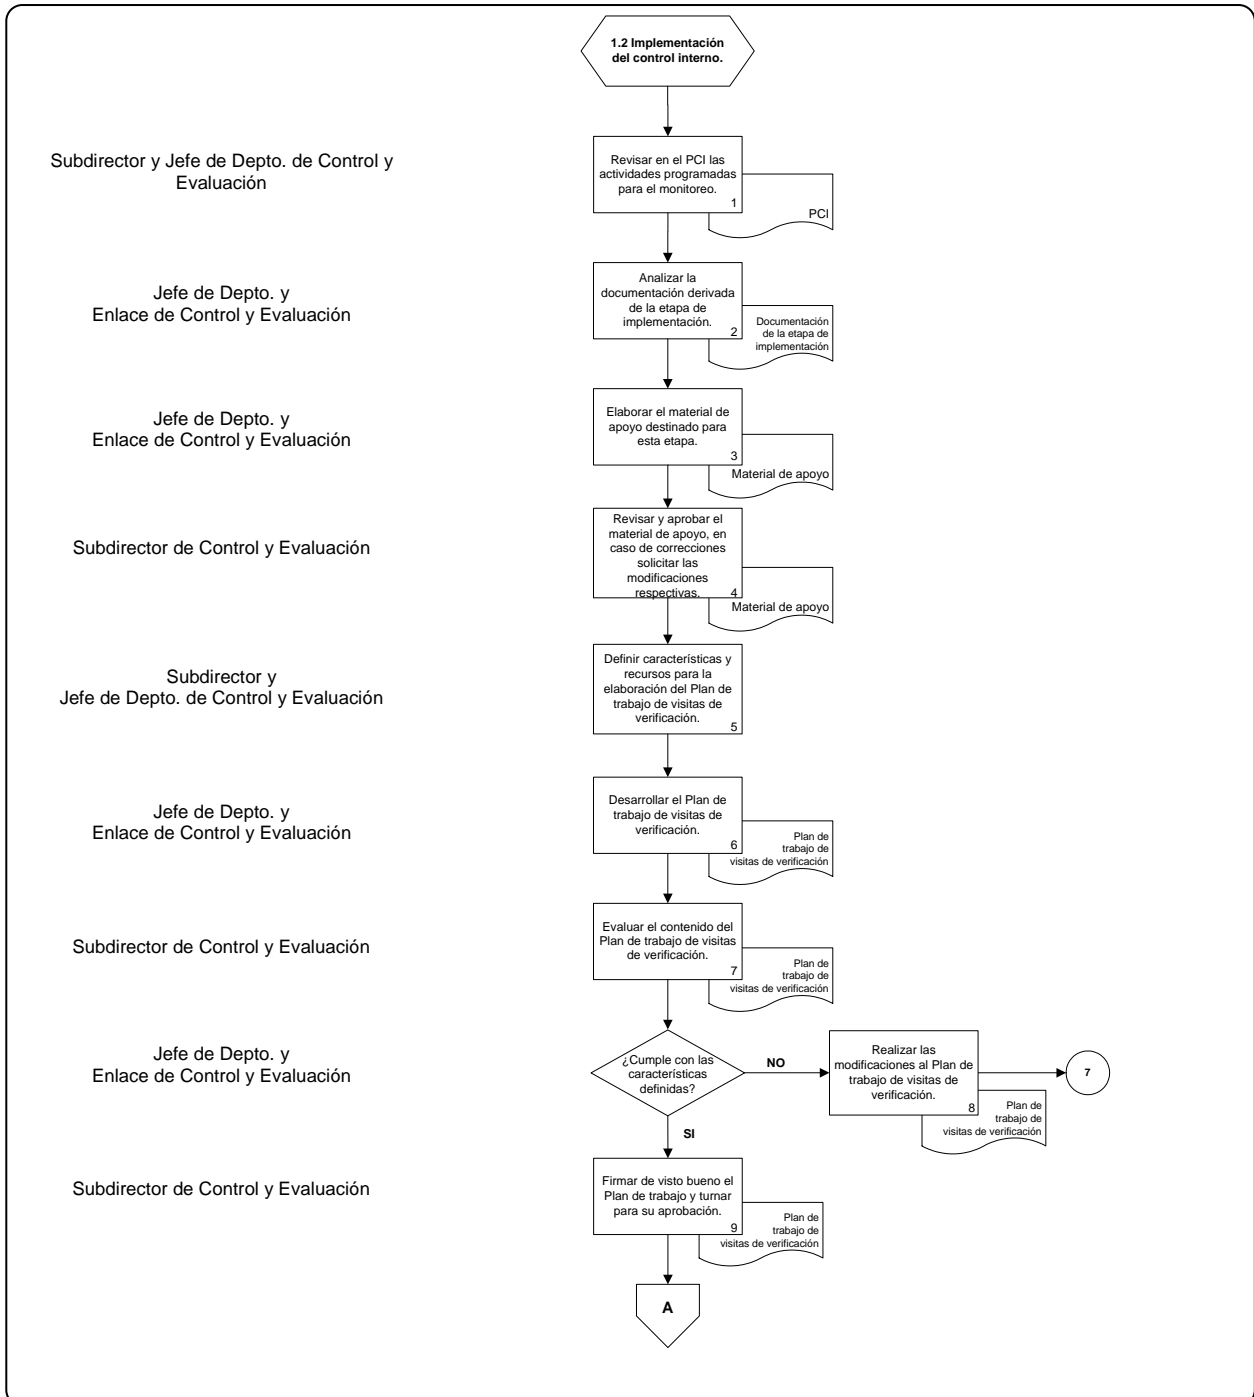 1.2 Implementación
del control interno.
Subdirector y Jefe de Depto. de Control y
Evaluación
Revisar en el PCI las
actividades programadas
para el monitoreo.
1
PCI
Jefe de Depto. y
Enlace de Control y Evaluación
Analizar la
documentación derivada
de la etapa de
implementación.
2
Documentación
de la etapa de
implementación
Jefe de Depto. y
Enlace de Control y Evaluación
Elaborar el material de
apoyo destinado para
esta etapa.
3
Material de apoyo
Subdirector de Control y Evaluación
Revisar y aprobar el
material de apoyo, en
caso de correcciones
solicitar las
modificaciones
respectivas.
4
Material de apoyo
Subdirector y
Jefe de Depto. de Control y Evaluación
Definir características y
recursos para la
elaboración del Plan de
trabajo de visitas de
verificación.
5
Jefe de Depto. y
Enlace de Control y Evaluación
Desarrollar el Plan de
trabajo de visitas de
verificación.
6
Plan de
trabajo de
visitas de verificación
Subdirector de Control y Evaluación
Evaluar el contenido del
Plan de trabajo de visitas
de verificación.
7
Plan de
trabajo de
visitas de verificación
Jefe de Depto. y
Enlace de Control y Evaluación
¿Cumple con las
características
definidas?
NO
Realizar las
modificaciones al Plan de
trabajo de visitas de
verificación.
8
Plan de
trabajo de
visitas de verificación
7
SI
Subdirector de Control y Evaluación
Firmar de visto bueno el
Plan de trabajo y turnar
para su aprobación.
9
Plan de
trabajo de
visitas de verificación
A